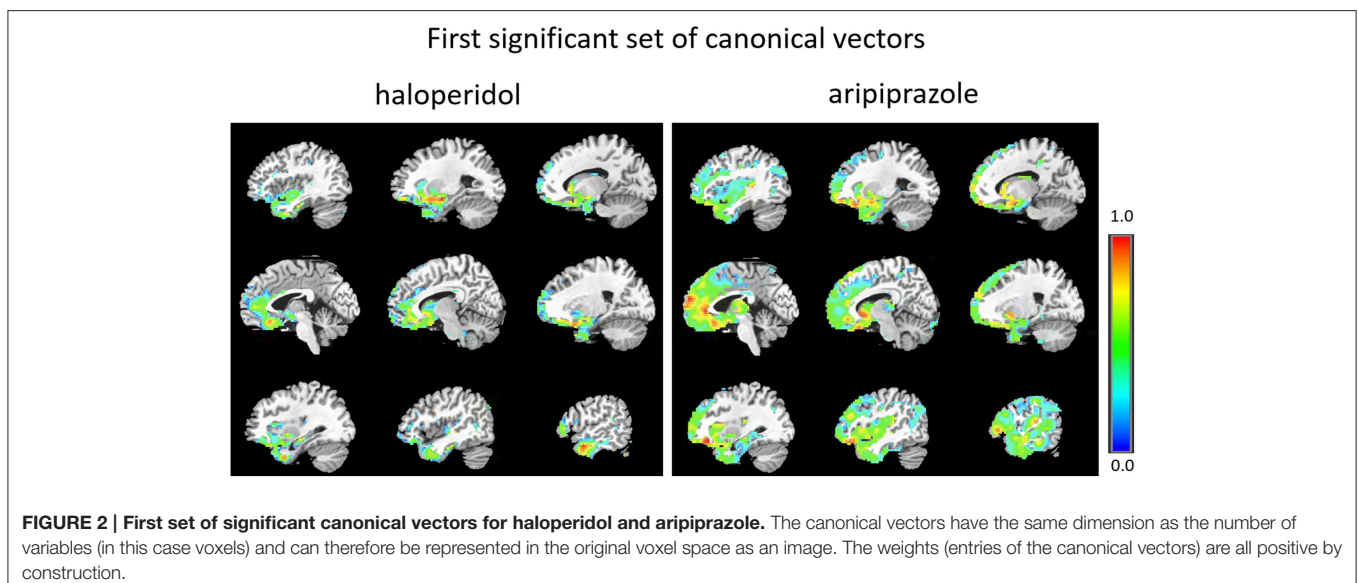 First significant set of canonical vectors
haloperidol
aripiprazole
1.0
0.0
FIGURE 2 | First set of significant canonical vectors for haloperidol and aripiprazole. The canonical vectors have the same dimension as the number of
variables (in this case voxels) and can therefore be represented in the original voxel space as an image. The weights (entries of the canonical vectors) are all positive by
construction.